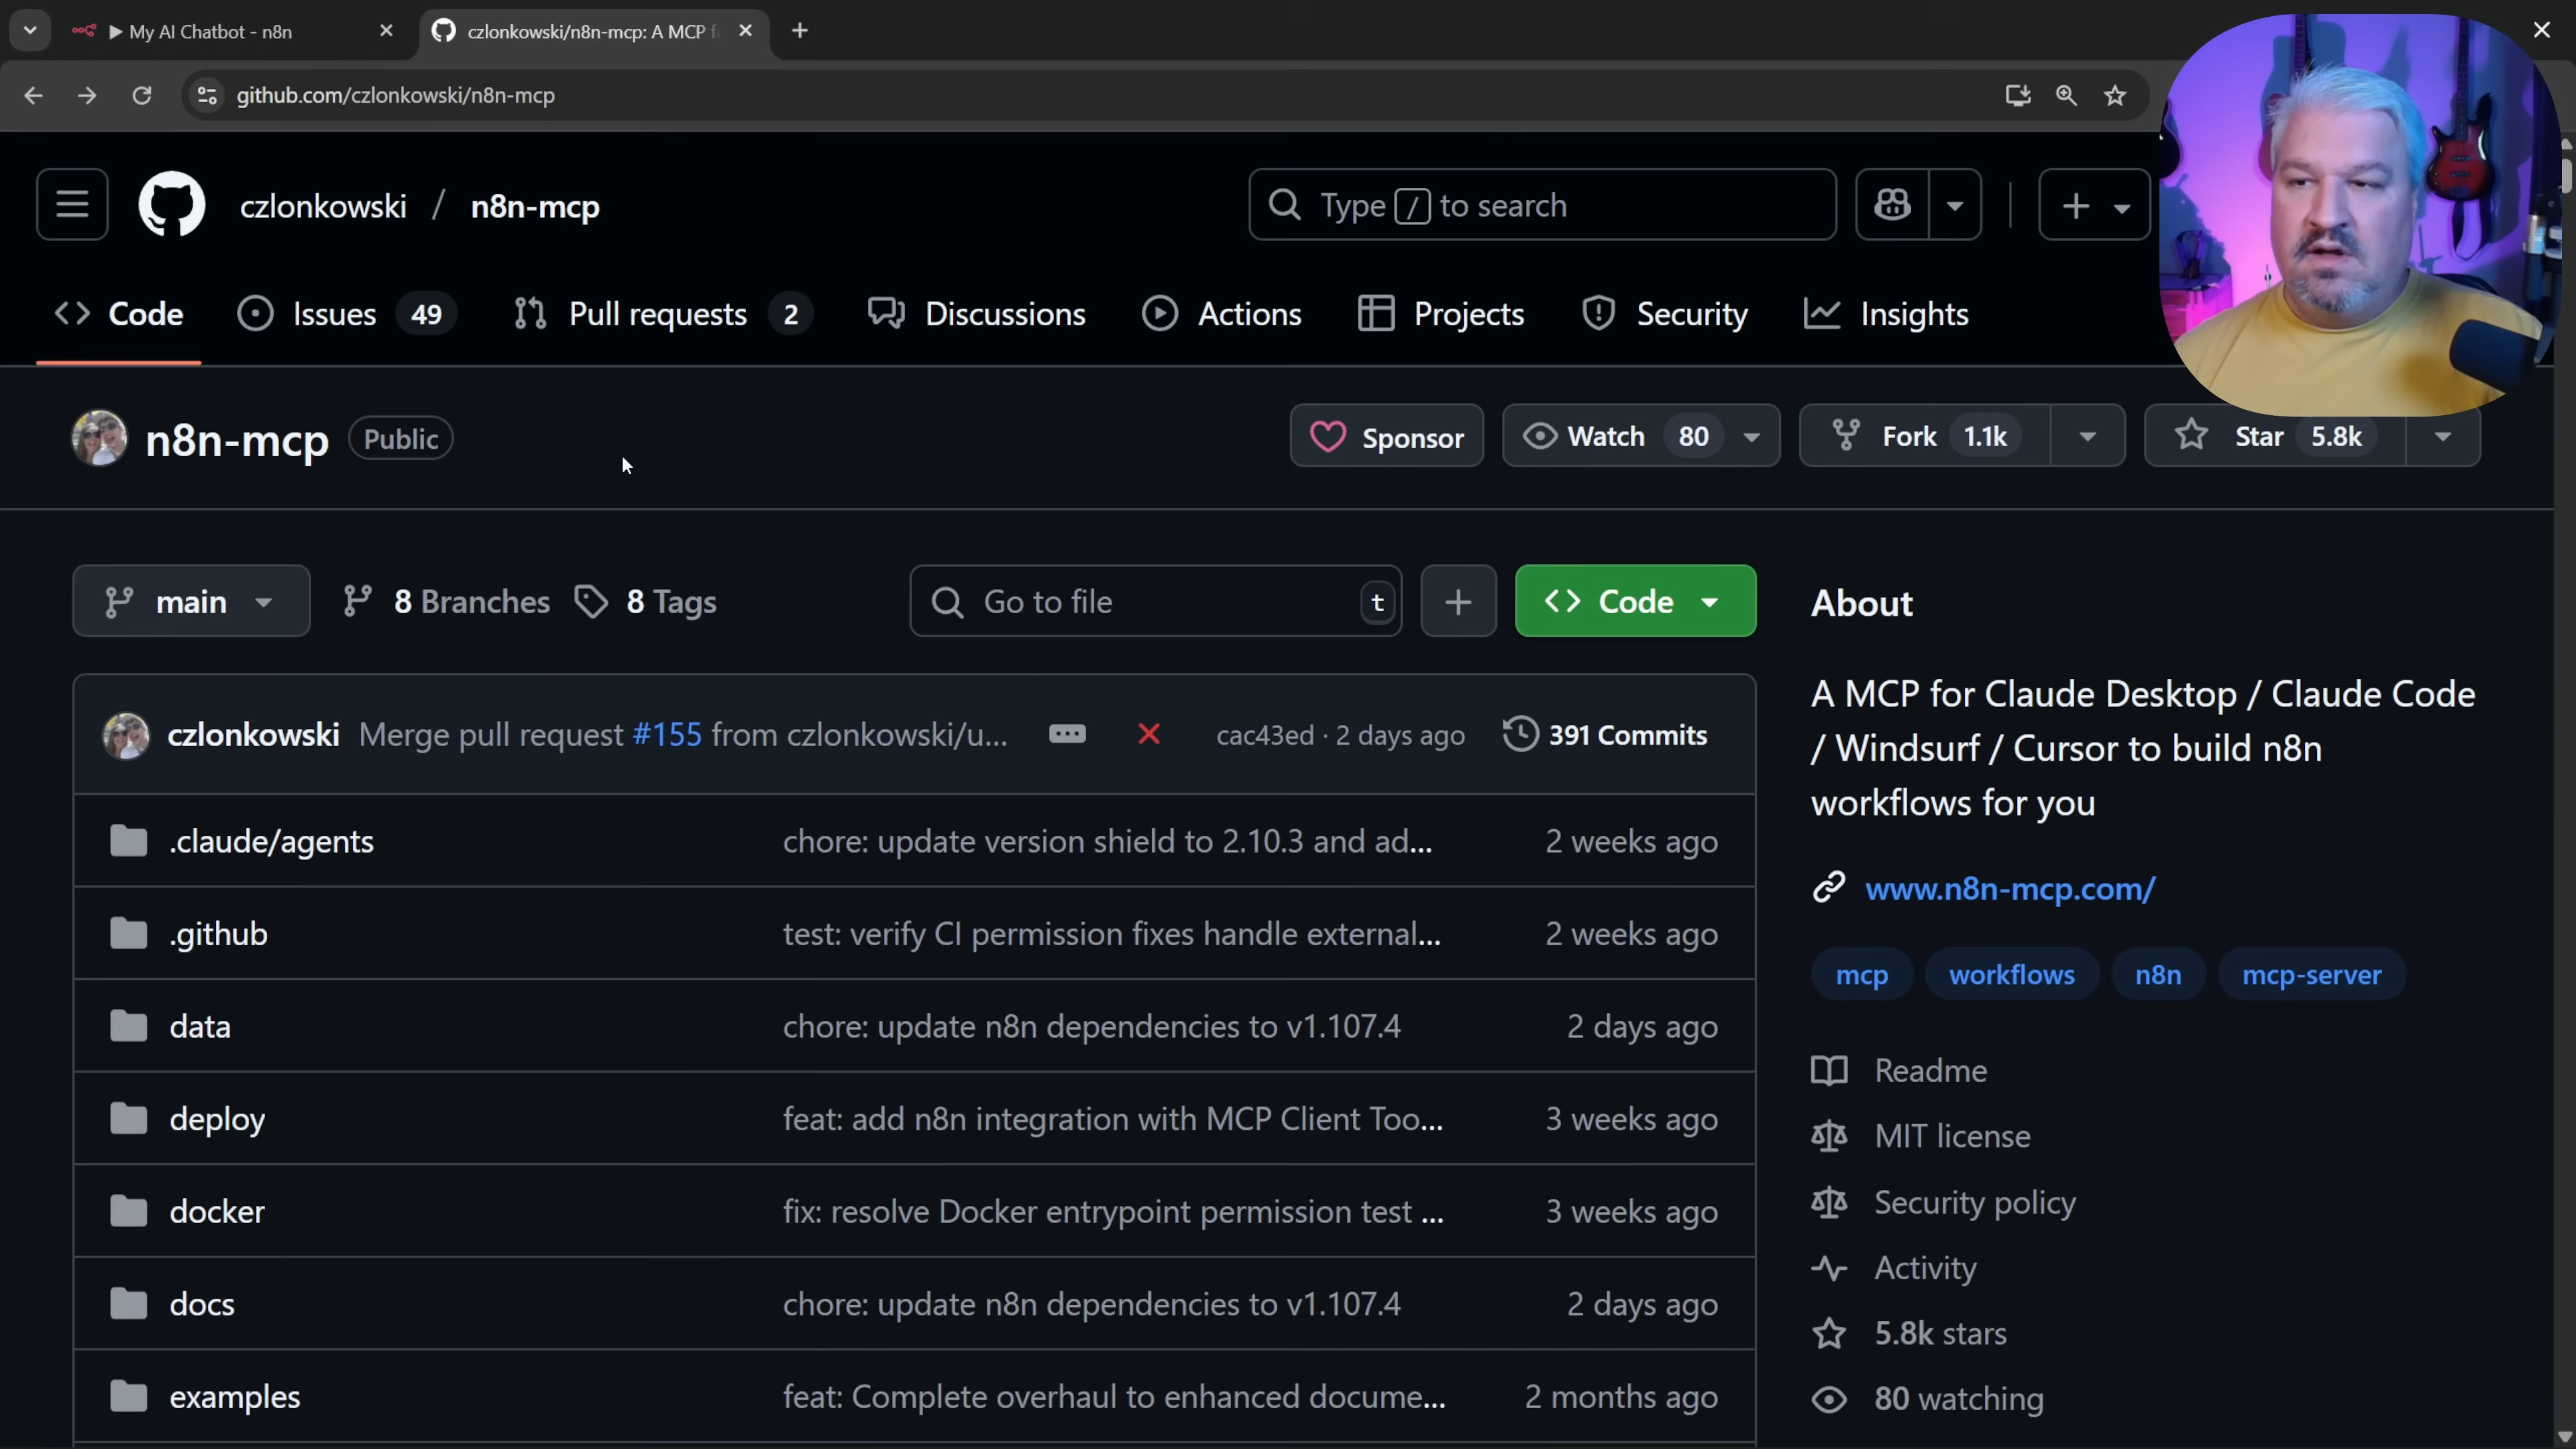 ▶ My AI Chatbot - n8n
czlonkowski/n8n-mcp: A MCP f
github.com/czlonkowski/n8n-mcp
czlonkowski / n8n-mcp
Type / to search
Code
Issues 49
Pull requests 2
Discussions
Actions
Projects
Security
Insights
n8n-mcp Public
Sponsor
Watch 80
Fork 1.1k
Star 5.8k
main
8 Branches
8 Tags
Go to file t
Code
czlonkowski Merge pull request #155 from czlonkowski/u... cac43ed · 2 days ago 391 Commits
.claude/agents chore: update version shield to 2.10.3 and ad... 2 weeks ago
.github test: verify CI permission fixes handle external... 2 weeks ago
data chore: update n8n dependencies to v1.107.4 2 days ago
deploy feat: add n8n integration with MCP Client Too... 3 weeks ago
docker fix: resolve Docker entrypoint permission test ... 3 weeks ago
docs chore: update n8n dependencies to v1.107.4 2 days ago
examples feat: Complete overhaul to enhanced docume... 2 months ago
About
A MCP for Claude Desktop / Claude Code
/ Windsurf / Cursor to build n8n
workflows for you
www.n8n-mcp.com/
mcp workflows n8n mcp-server
Readme
MIT license
Security policy
Activity
5.8k stars
80 watching